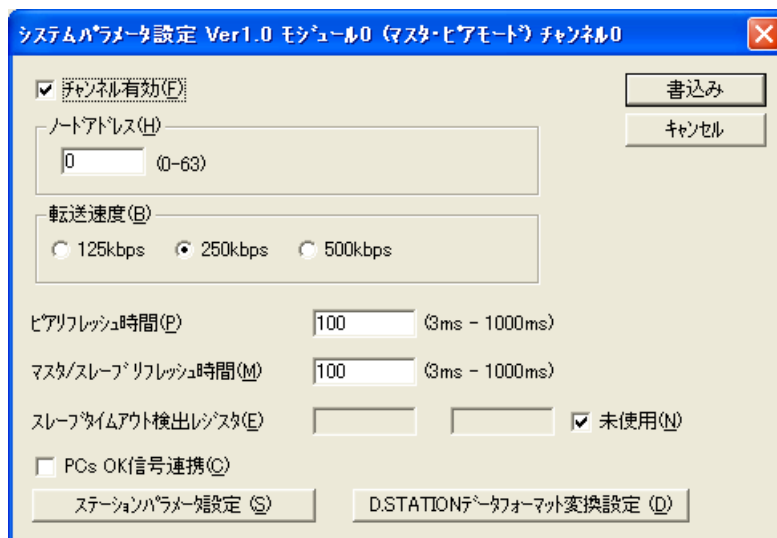 ｼｽﾃﾑﾊﾟﾗﾒｰﾀ設定 Ver1.0 ﾓｼﾞｭｰﾙ0 (ﾏｽﾀ･ﾋﾟｱﾓｰﾄﾞ) ﾁｬﾝﾈﾙ0
ﾁｬﾝﾈﾙ有効(F)
書込み
ｷｬﾝｾﾙ
ﾉｰﾄﾞｱﾄﾞﾚｽ(H)
0 (0-63)
転送速度(B)
125kbps 250kbps 500kbps
ﾋﾟｱﾘﾌﾚｯｼｭ時間(P) 100 (3ms - 1000ms)
ﾏｽﾀ/ｽﾚｰﾌﾞﾘﾌﾚｯｼｭ時間(M) 100 (3ms - 1000ms)
ｽﾚｰﾌﾞﾀｲﾑｱｳﾄ検出ﾚｼﾞｽﾀ(E) 未使用(N)
PCs OK信号連携(C)
ｽﾃｰｼｮﾝﾊﾟﾗﾒｰﾀ設定 (S) D.STATIONﾃﾞｰﾀﾌｫｰﾏｯﾄ変換設定 (D)